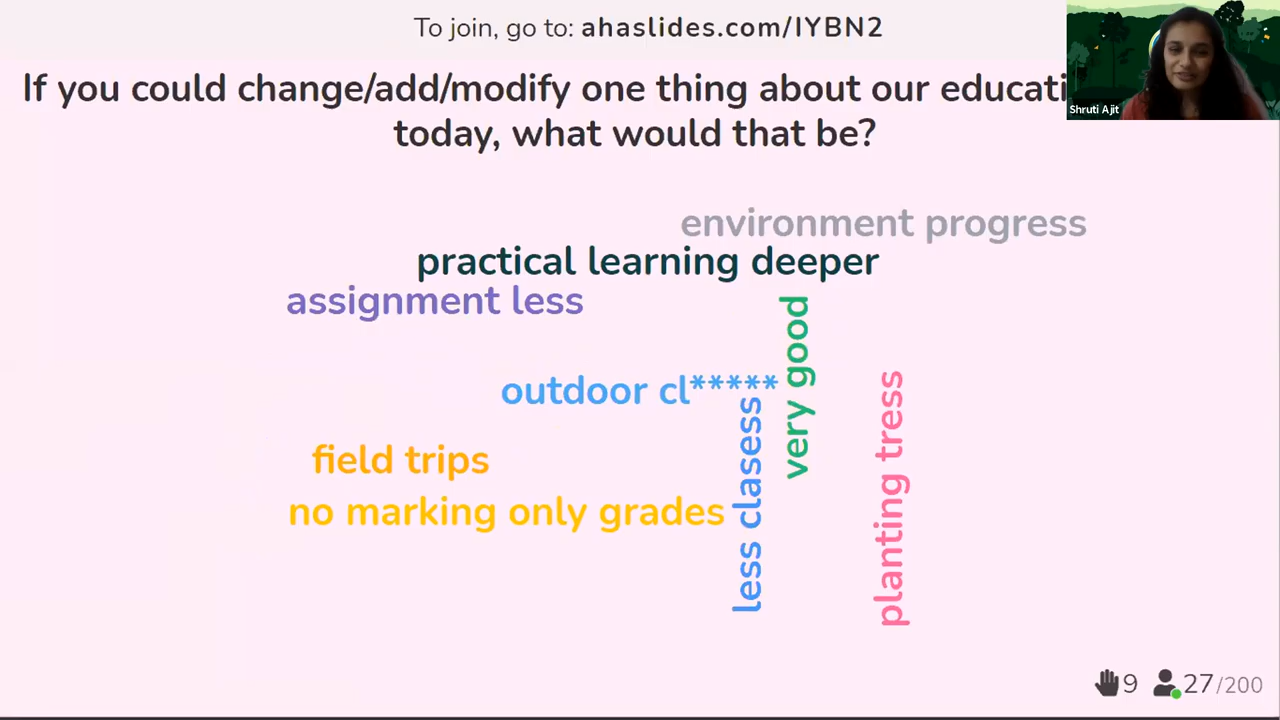 To join, go to: ahaslides.com/IYBN2
If you could change/add/modify one thing about our educati
today, what would that be?
Shruti Ajit
environment progress
practical learning deeper
assignment less
very good
outdoor cl*****
planting tress
less clasess
field trips
no marking only grades
9 27/200